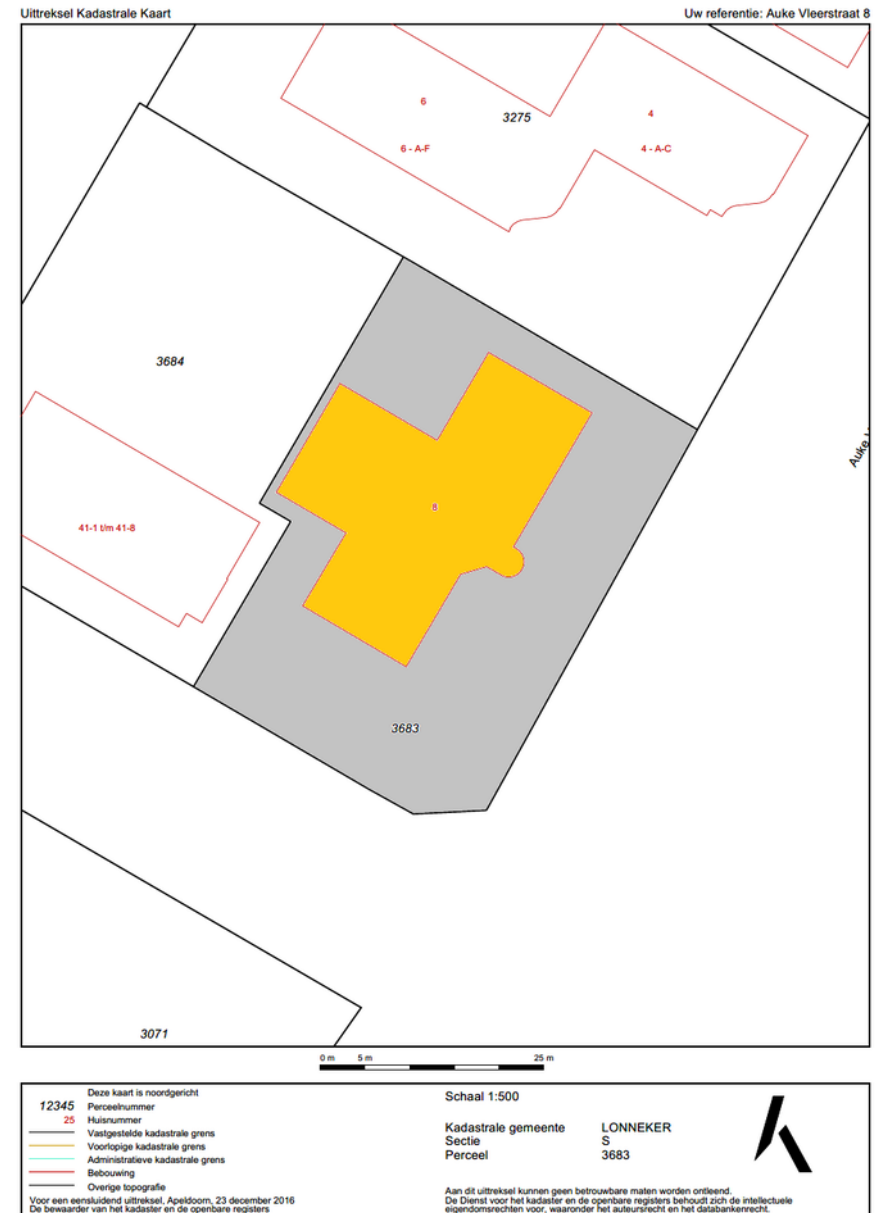 Uittreksel Kadastrale Kaart
Uw referentie: Auke Vleerstraat 8
6
3275
4
6 - A-F
4 - A-C
3684
Auke
8
41-1 t/m 41-8
3683
3071
0 m 5 m 25 m
Deze kaart is noordgericht
12345 Perceelnummer
25 Huisnummer
Vastgestelde kadastrale grens
Voorlopige kadastrale grens
Administratieve kadastrale grens
Bebouwing
Overige topografie
Voor een eensluidend uittreksel, Apeldoorn, 23 december 2016
De bewaarder van het kadaster en de openbare registers
Schaal 1:500
Kadastrale gemeente LONNEKER
Sectie S
Perceel 3683
Aan dit uittreksel kunnen geen betrouwbare maten worden ontleend.
De Dienst voor het kadaster en de openbare registers behoudt zich de intellectuele
eigendomsrechten voor, waaronder het auteursrecht en het databankenrecht.